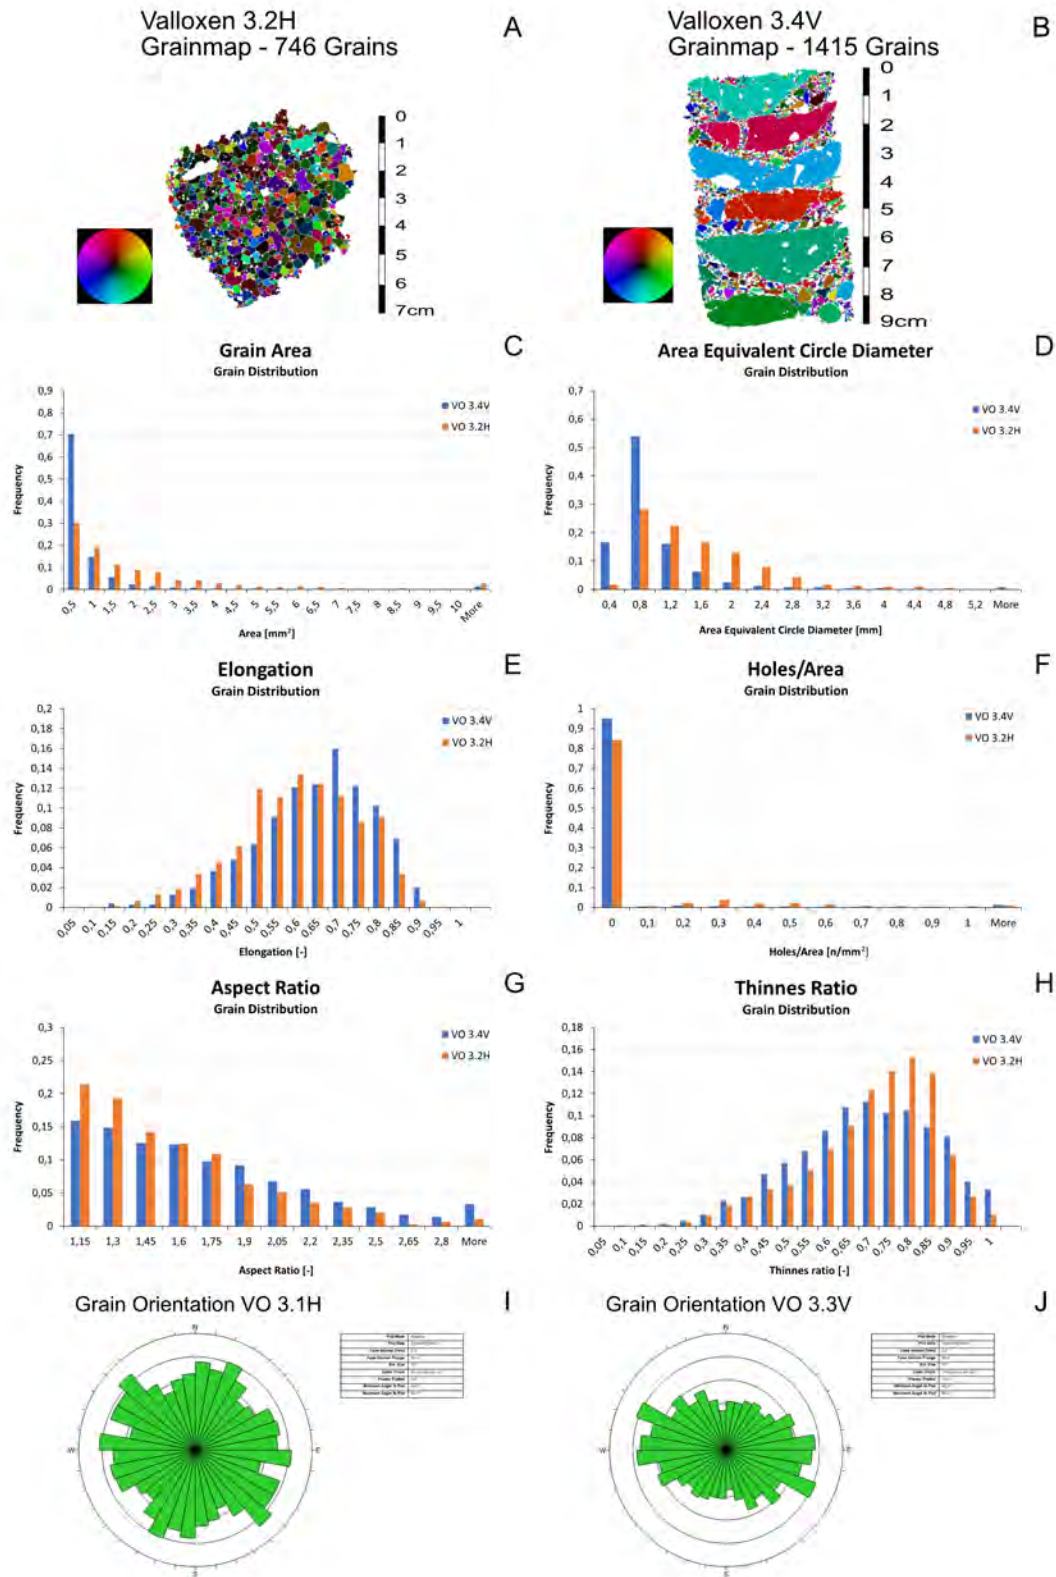 Valloxen 3.2H
Grainmap - 746 Grains
A
0
1
2
3
4
5
6
7cm
Valloxen 3.4V
Grainmap - 1415 Grains
B
0
1
2
3
4
5
6
7
8
9cm
Grain Area
Grain Distribution
C
0,9
0,8
0,7
0,6
0,5
0,4
0,3
0,2
0,1
0
Frequency
VO 3.4V
VO 3.2H
0,5 1 1,5 2 2,5 3 3,5 4 4,5 5 5,5 6 6,5 7 7,5 8 8,5 9 9,5 10 More
Area [mm²]
Area Equivalent Circle Diameter
Grain Distribution
D
0,7
0,6
0,5
0,4
0,3
0,2
0,1
0
Frequency
VO 3.4V
VO 3.2H
0,4 0,8 1,2 1,6 2 2,4 2,8 3,2 3,6 4 4,4 4,8 5,2 More
Area Equivalent Circle Diameter [mm]
Elongation
Grain Distribution
E
0,2
0,18
0,16
0,14
0,12
0,1
0,08
0,06
0,04
0,02
0
Frequency
VO 3.4V
VO 3.2H
0,05 0,1 0,15 0,2 0,25 0,3 0,35 0,4 0,45 0,5 0,55 0,6 0,65 0,7 0,75 0,8 0,85 0,9 0,95 1
Elongation [-]
Holes/Area
Grain Distribution
F
1
0,9
0,8
0,7
0,6
0,5
0,4
0,3
0,2
0,1
0
Frequency
VO 3.4V
VO 3.2H
0 0,1 0,2 0,3 0,4 0,5 0,6 0,7 0,8 0,9 1 More
Holes/Area [n/mm²]
Aspect Ratio
Grain Distribution
G
0,3
0,25
0,2
0,15
0,1
0,05
0
Frequency
VO 3.4V
VO 3.2H
1,15 1,3 1,45 1,6 1,75 1,9 2,05 2,2 2,35 2,5 2,65 2,8 More
Aspect Ratio [-]
Thinnes Ratio
Grain Distribution
H
0,18
0,16
0,14
0,12
0,1
0,08
0,06
0,04
0,02
0
Frequency
VO 3.4V
VO 3.2H
0,05 0,1 0,15 0,2 0,25 0,3 0,35 0,4 0,45 0,5 0,55 0,6 0,65 0,7 0,75 0,8 0,85 0,9 0,95 1
Thinnes ratio [-]
Grain Orientation VO 3.1H
I
N
W
E
S
Grain Orientation VO 3.3V
J
N
W
E
S